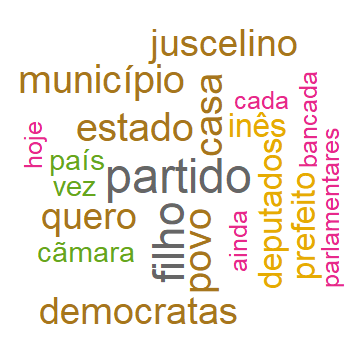 juscelino
município
casa
cada
bancada
hoje
estado
inês
país
partido
vez
deputados
prefeito
parlamentares
quero
filho
povo
ainda
cãmara
democratas